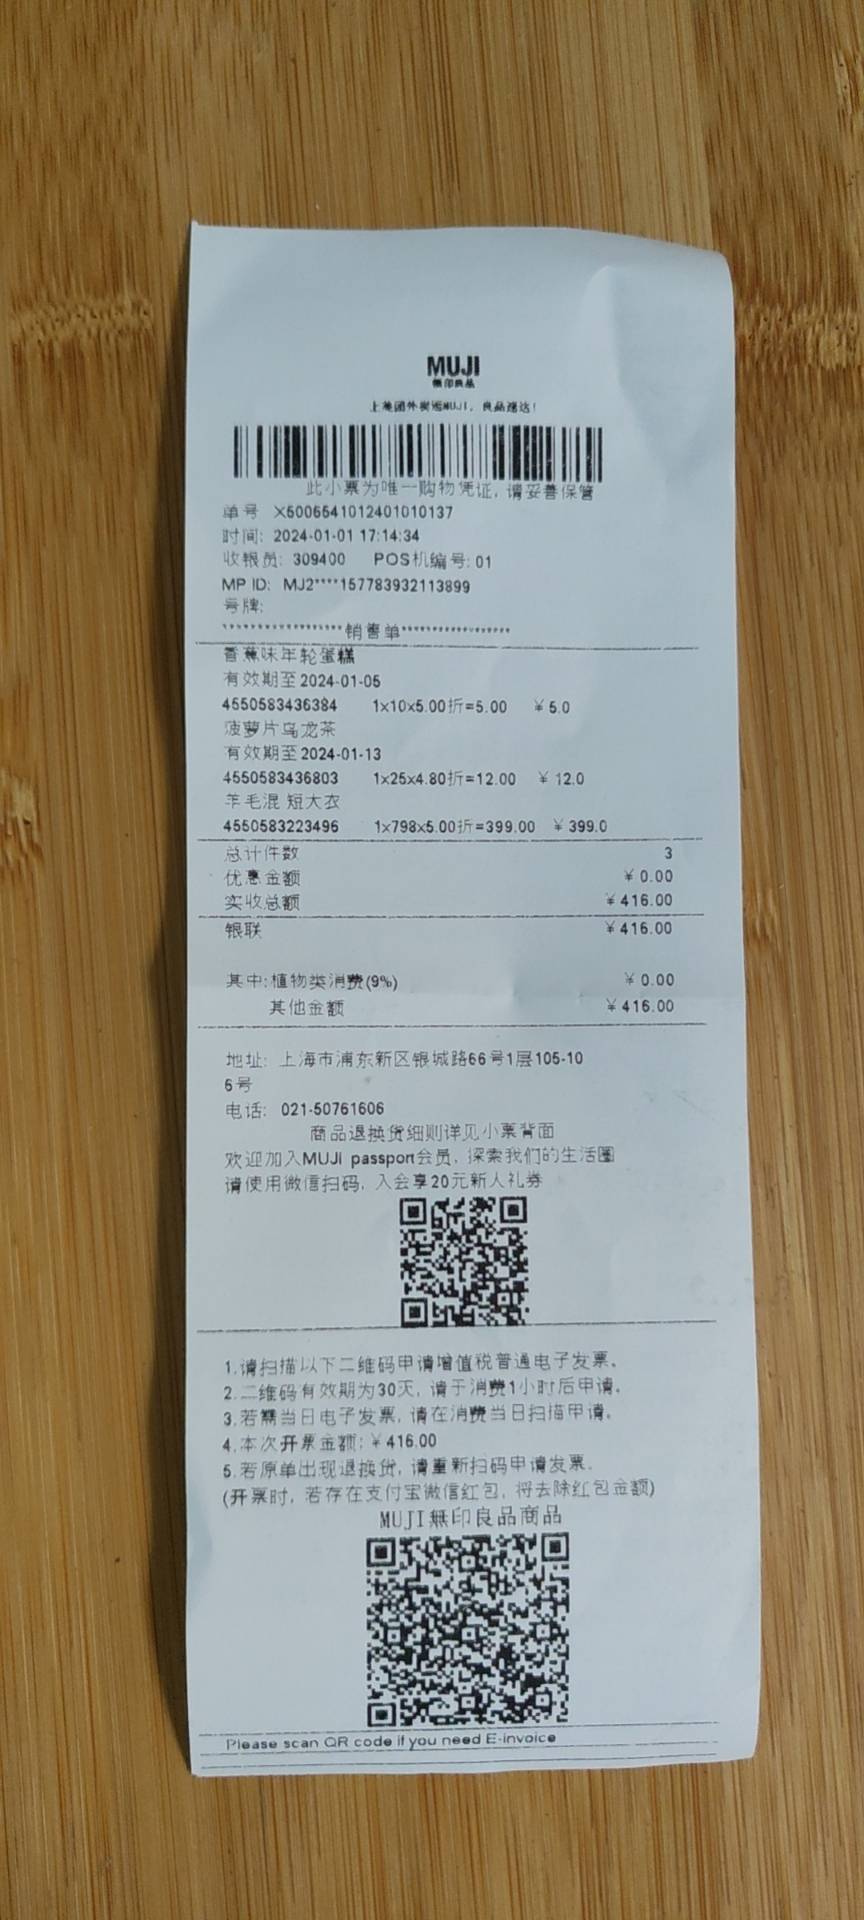 MUJI
無印良品
上美团外卖逛MUJI，良品速达！
此小票为唯一购物凭证，请妥善保管
单号 X5006541012401010137
时间: 2024-01-01 17:14:34
收银员: 309400 POS机编号: 01
MP ID: MJ2****157783932113899
号牌:
******************销售单******************
香蕉味年轮蛋糕
有效期至2024-01-05
4550583436384 1x10x5.00折=5.00 ¥5.0
菠萝片乌龙茶
有效期至2024-01-13
4550583436803 1x25x4.80折=12.00 ¥12.0
羊毛混 短大衣
4550583223496 1x798x5.00折=399.00 ¥399.0
总计件数 3
优惠金额 ¥0.00
实收总额 ¥416.00
银联 ¥416.00
其中:植物类消费(9%) ¥0.00
其他金额 ¥416.00
地址: 上海市浦东新区银城路66号1层105-10
6号
电话: 021-50761606
商品退换货细则详见小票背面
欢迎加入MUJI passport会员，探索我们的生活圈
请使用微信扫码，入会享20元新人礼券
1.请扫描以下二维码申请增值税普通电子发票。
2.二维码有效期为30天，请于消费1小时后申请。
3.若需当日电子发票，请在消费当日扫描申请。
4.本次开票金额:¥416.00
5.若原单出现退换货，请重新扫码申请发票。
(开票时，若存在支付宝微信红包，将去除红包金额)
MUJI無印良品商品
Please scan QR code if you need E-invoice